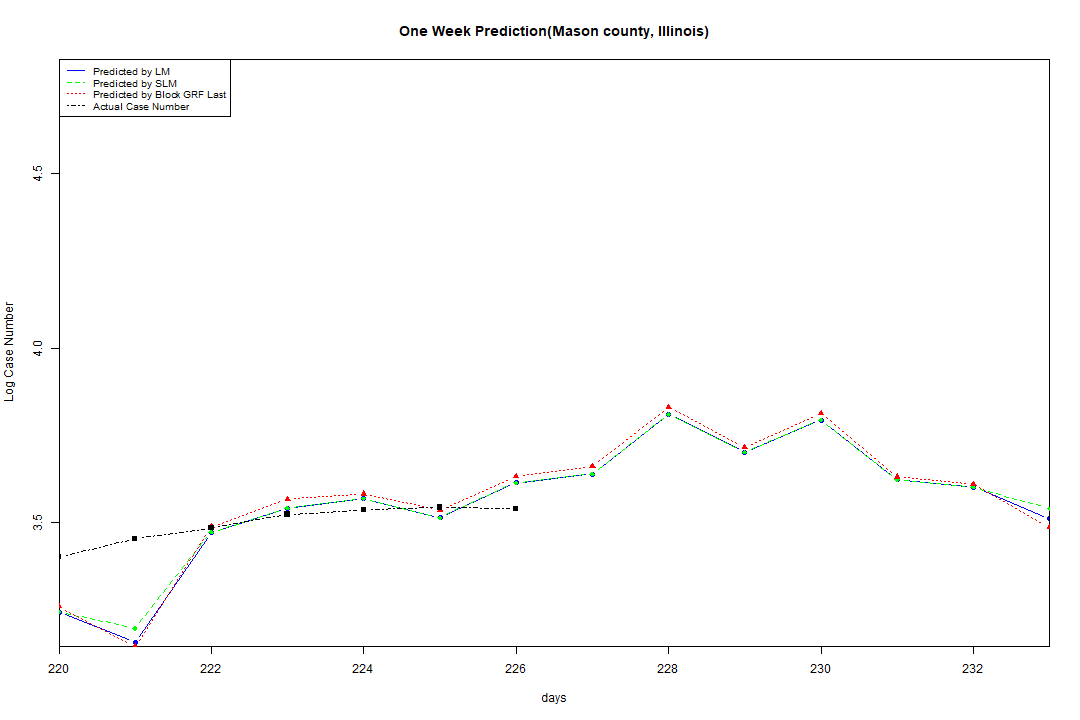 One Week Prediction(Mason county, Illinois)
Predicted by LM
Predicted by SLM
Predicted by Block GRF Last
Actual Case Number
4.5
4.0
3.5
Log Case Number
220 222 224 226 228 230 232
days